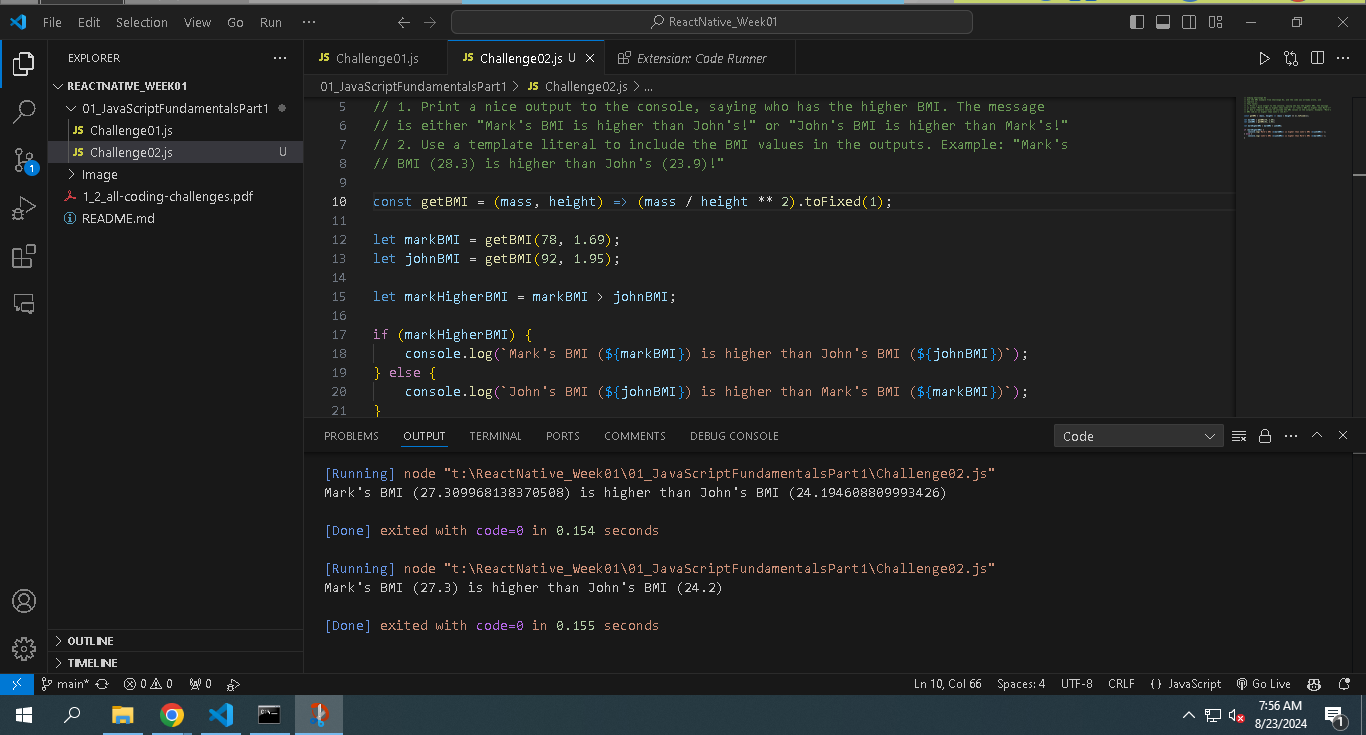 File Edit Selection View Go Run ··· ReactNative_Week01
EXPLORER
REACTNATIVE_WEEK01
01_JavaScriptFundamentalsPart1
JS Challenge01.js
JS Challenge02.js U
Image
1_2_all-coding-challenges.pdf
README.md
OUTLINE
TIMELINE
JS Challenge01.js JS Challenge02.js U Extension: Code Runner
01_JavaScriptFundamentalsPart1 > JS Challenge02.js > ...
5 // 1. Print a nice output to the console, saying who has the higher BMI. The message
6 // is either "Mark's BMI is higher than John's!" or "John's BMI is higher than Mark's!"
7 // 2. Use a template literal to include the BMI values in the outputs. Example: "Mark's
8 // BMI (28.3) is higher than John's (23.9)!"
9
10 const getBMI = (mass, height) => (mass / height ** 2).toFixed(1);
11
12 let markBMI = getBMI(78, 1.69);
13 let johnBMI = getBMI(92, 1.95);
14
15 let markHigherBMI = markBMI > johnBMI;
16
17 if (markHigherBMI) {
18 console.log(`Mark's BMI (${markBMI}) is higher than John's BMI (${johnBMI})`);
19 } else {
20 console.log(`John's BMI (${johnBMI}) is higher than Mark's BMI (${markBMI})`);
21 }
PROBLEMS OUTPUT TERMINAL PORTS COMMENTS DEBUG CONSOLE Code
[Running] node "t:\ReactNative_Week01\01_JavaScriptFundamentalsPart1\Challenge02.js"
Mark's BMI (27.309968138370508) is higher than John's BMI (24.194608809993426)
[Done] exited with code=0 in 0.154 seconds
[Running] node "t:\ReactNative_Week01\01_JavaScriptFundamentalsPart1\Challenge02.js"
Mark's BMI (27.3) is higher than John's BMI (24.2)
[Done] exited with code=0 in 0.155 seconds
1
main* 0 0 0 Ln 10, Col 66 Spaces: 4 UTF-8 CRLF {} JavaScript Go Live
7:56 AM
8/23/2024
1